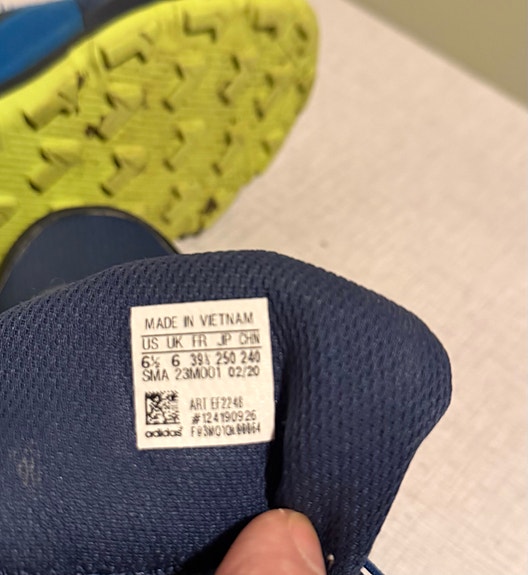 MADE IN VIETNAM
US UK FR JP CHN
6½ 6 39⅓ 250 240
SMA 23M001 02/20
ART EF2248
#124190926
adidas